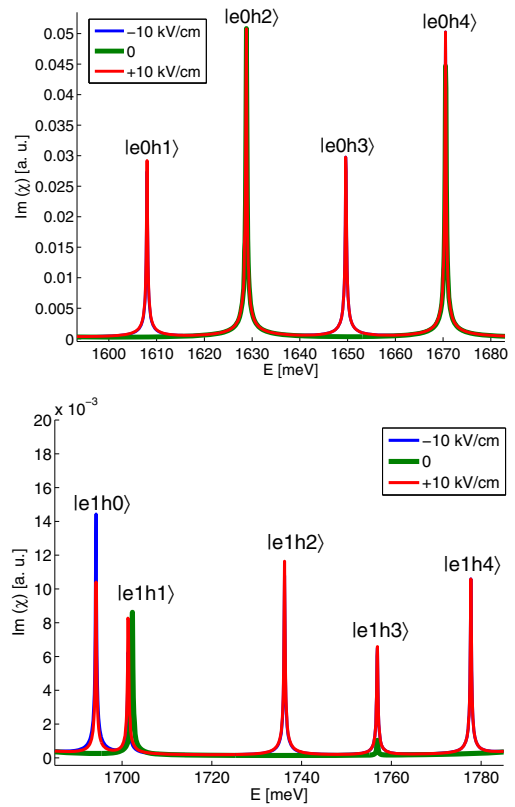 |e0h2⟩
|e0h4⟩
0.05
−10 kV/cm
0.045
0
0.04
+10 kV/cm
0.035
|e0h1⟩
|e0h3⟩
0.03
0.025
0.02
0.015
0.01
0.005
0
Im (χ) [a. u.]
1600 1610 1620 1630 1640 1650 1660 1670 1680
E [meV]
20 x 10⁻³
18
−10 kV/cm
0
16
+10 kV/cm
|e1h0⟩
14
12
|e1h2⟩
|e1h1⟩
|e1h4⟩
10
8
|e1h3⟩
6
4
2
0
Im (χ) [a. u.]
1700 1720 1740 1760 1780
E [meV]